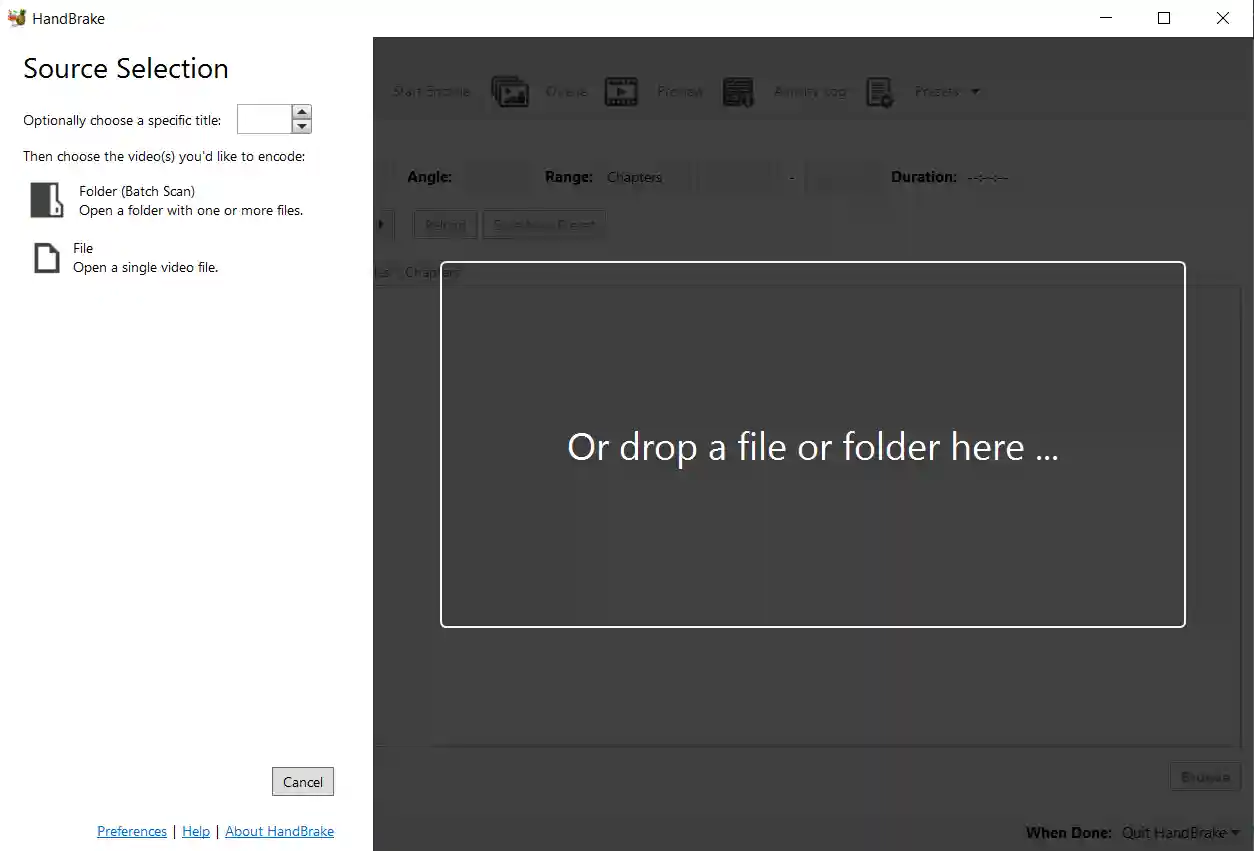 HandBrake
Source Selection
Optionally choose a specific title:
Then choose the video(s) you'd like to encode:
Folder (Batch Scan)
Open a folder with one or more files.
File
Open a single video file.
Cancel
Preferences | Help | About HandBrake
Start Encode Queue Preview Activity Log Presets
Angle: Range: Chapters - Duration: --:--:--
Reload Save New Preset
Chapters
Or drop a file or folder here ...
Browse
When Done: Quit HandBrake